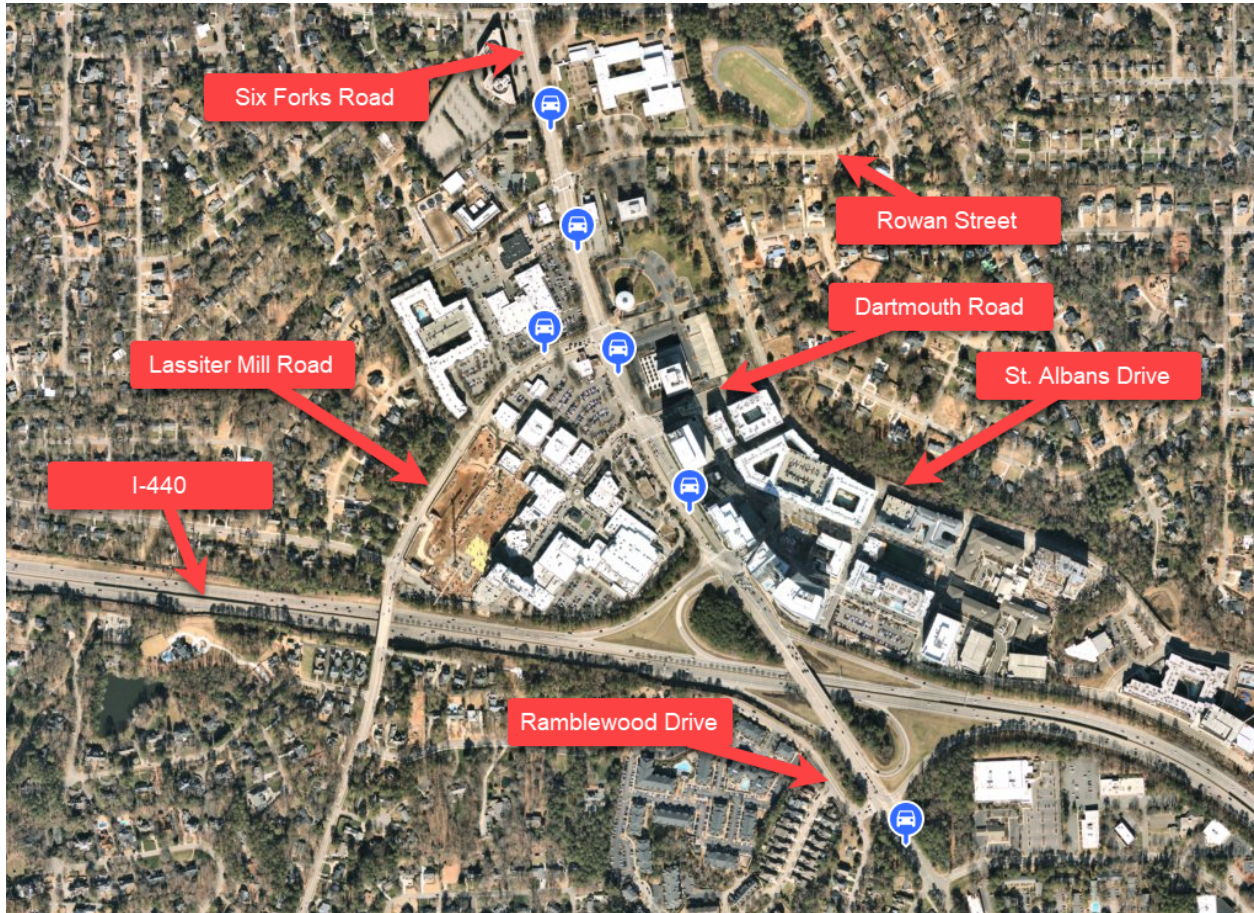 Six Forks Road
Rowan Street
Dartmouth Road
Lassiter Mill Road
St. Albans Drive
I-440
Ramblewood Drive